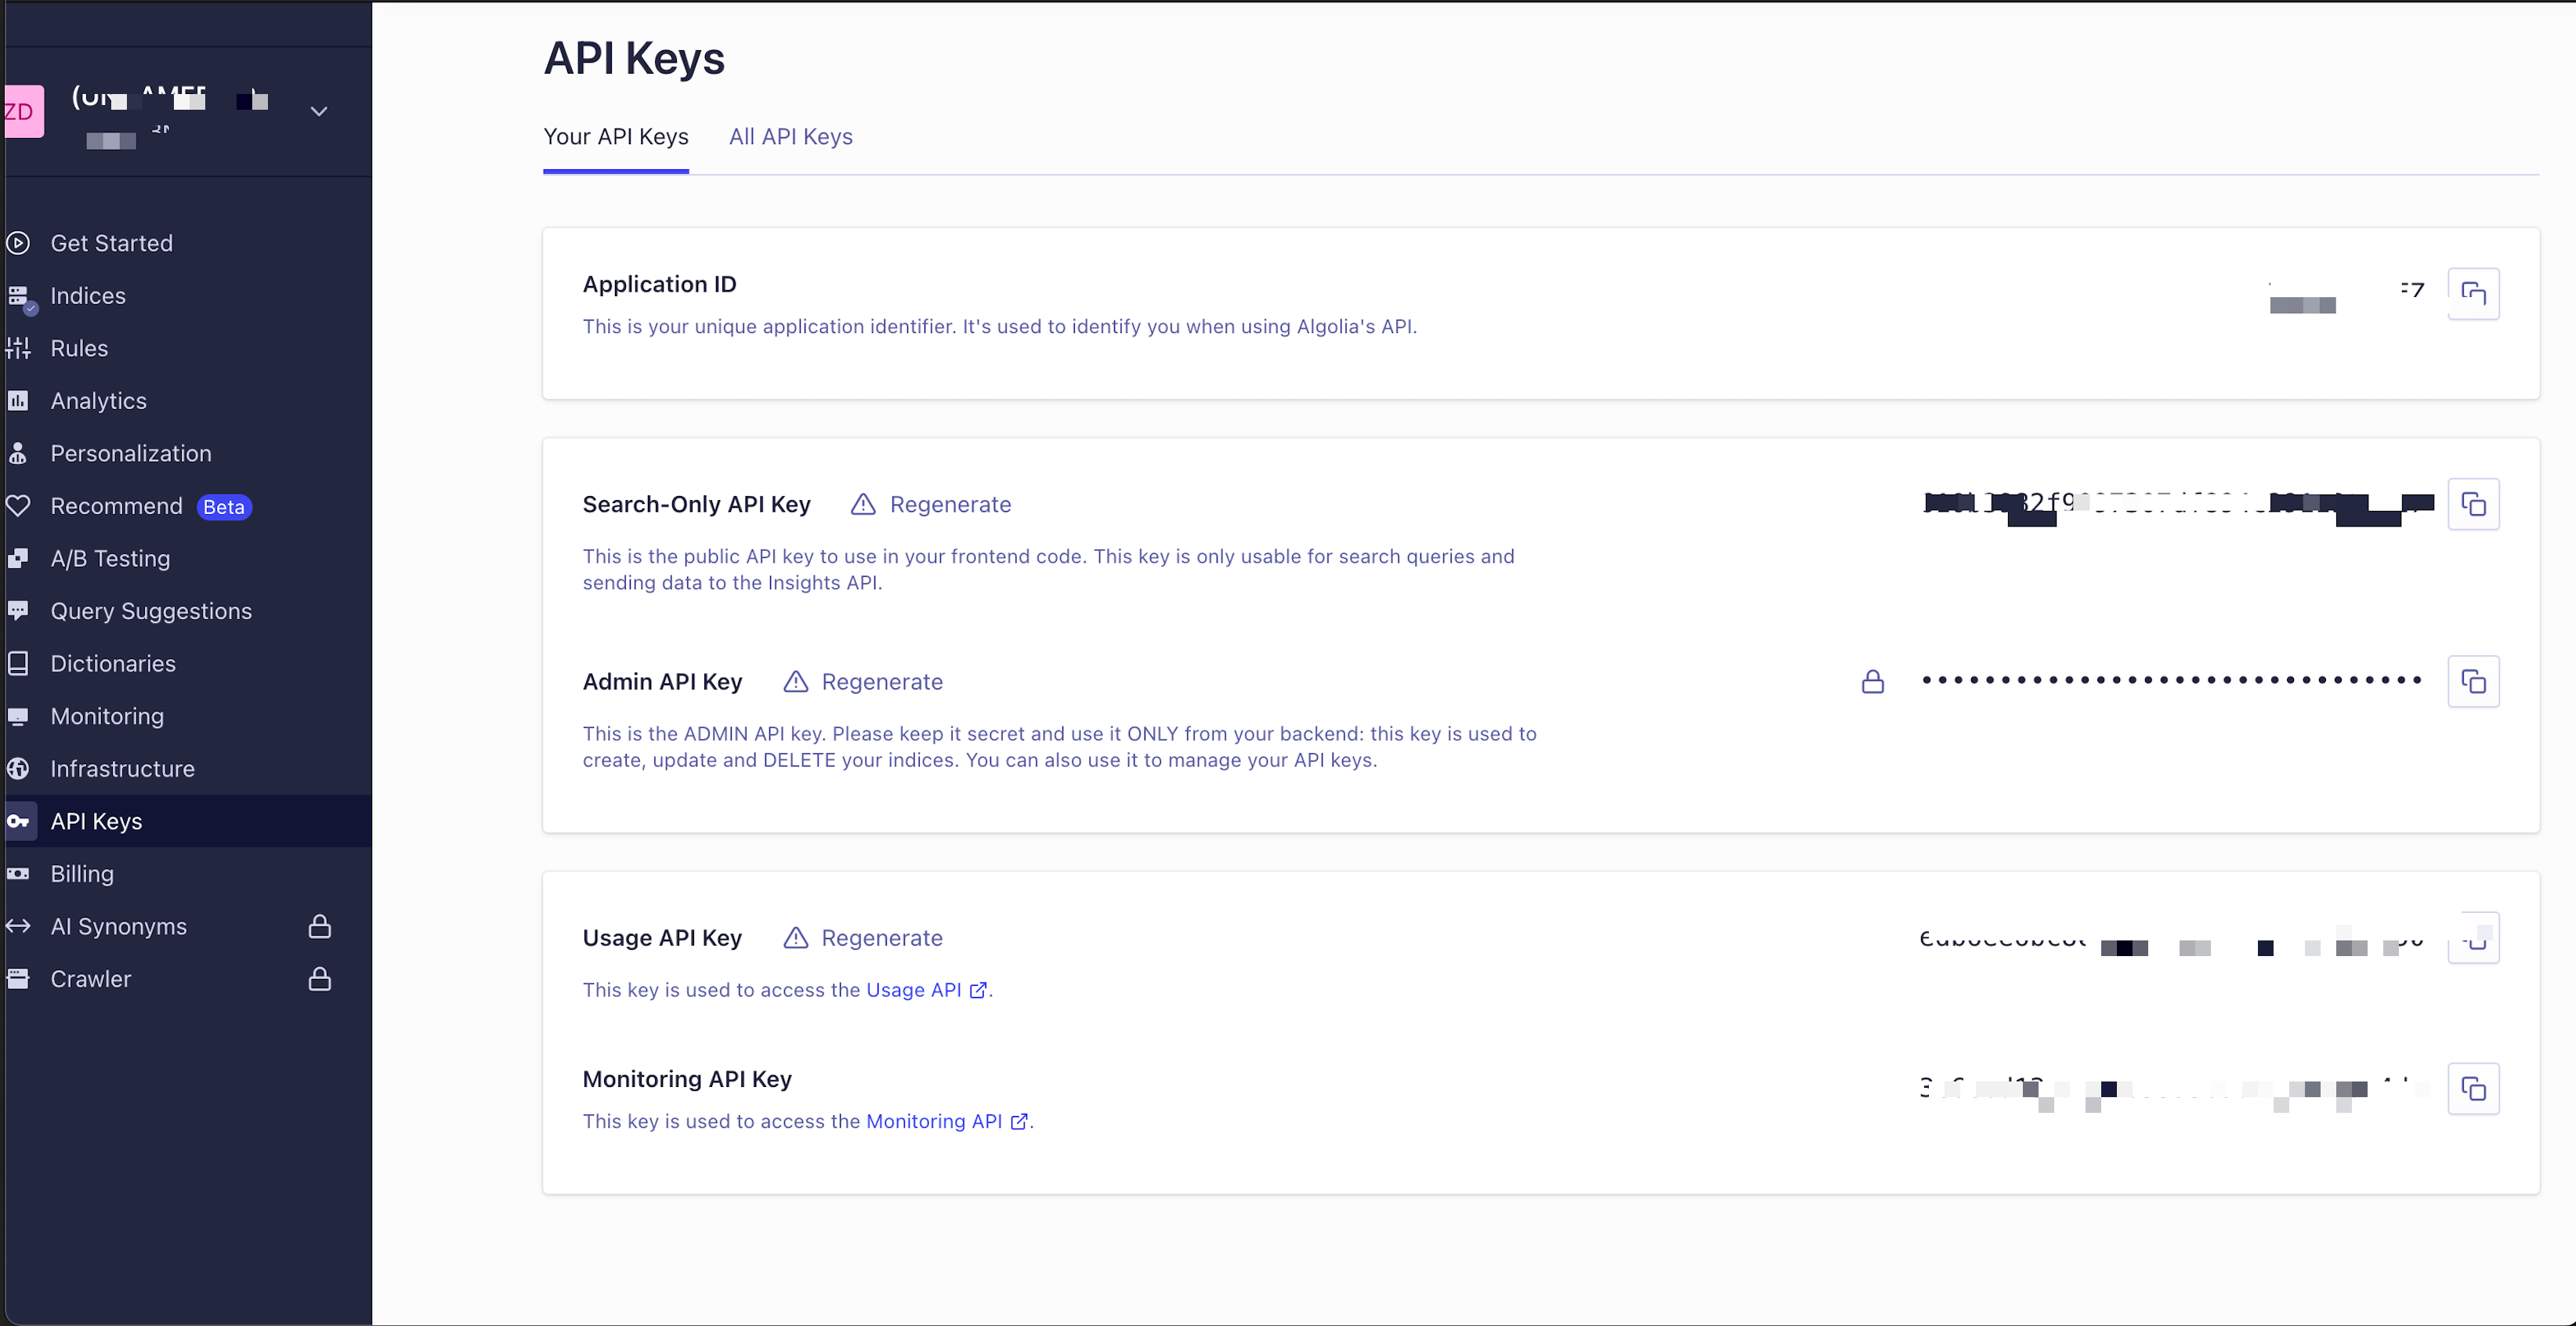 ZD
Get Started
Indices
Rules
Analytics
Personalization
Recommend Beta
A/B Testing
Query Suggestions
Dictionaries
Monitoring
Infrastructure
API Keys
Billing
AI Synonyms
Crawler
API Keys
Your API Keys All API Keys
Application ID
This is your unique application identifier. It's used to identify you when using Algolia's API.
Search-Only API Key Regenerate
This is the public API key to use in your frontend code. This key is only usable for search queries and
sending data to the Insights API.
Admin API Key Regenerate
This is the ADMIN API key. Please keep it secret and use it ONLY from your backend: this key is used to
create, update and DELETE your indices. You can also use it to manage your API keys.
Usage API Key Regenerate
This key is used to access the Usage API.
Monitoring API Key
This key is used to access the Monitoring API.